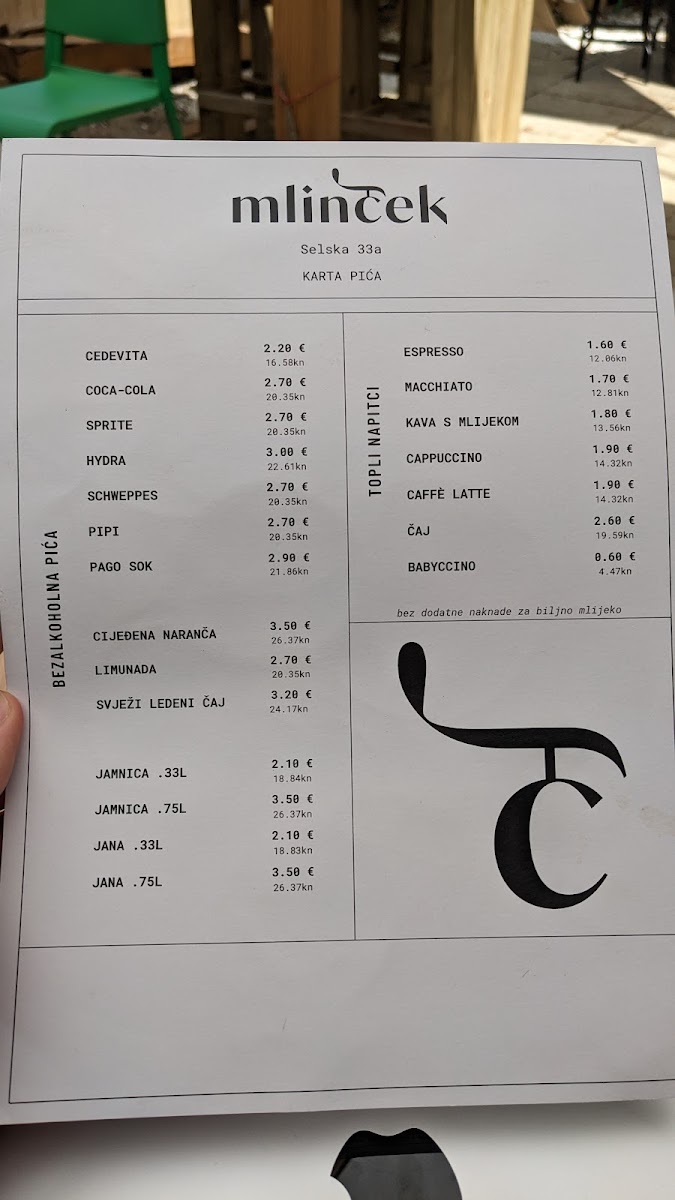 mlinček
Selska 33a
KARTA PIĆA
BEZALKOHOLNA PIĆA
CEDEVITA 2.20 €
16.58kn
COCA-COLA 2.70 €
20.35kn
SPRITE 2.70 €
20.35kn
HYDRA 3.00 €
22.61kn
SCHWEPPES 2.70 €
20.35kn
PIPI 2.70 €
20.35kn
PAGO SOK 2.90 €
21.86kn
CIJEĐENA NARANČA 3.50 €
26.37kn
LIMUNADA 2.70 €
20.35kn
SVJEŽI LEDENI ČAJ 3.20 €
24.17kn
JAMNICA .33L 2.10 €
18.84kn
JAMNICA .75L 3.50 €
26.37kn
JANA .33L 2.10 €
18.83kn
JANA .75L 3.50 €
26.37kn
TOPLI NAPITCI
ESPRESSO 1.60 €
12.06kn
MACCHIATO 1.70 €
12.81kn
KAVA S MLIJEKOM 1.80 €
13.56kn
CAPPUCCINO 1.90 €
14.32kn
CAFFÈ LATTE 1.90 €
14.32kn
ČAJ 2.60 €
19.59kn
BABYCCINO 0.60 €
4.47kn
bez dodatne naknade za biljno mlijeko